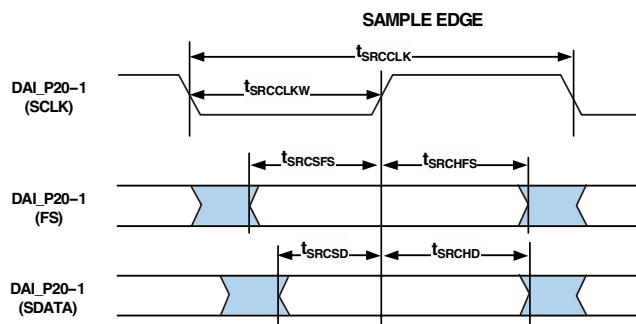 SAMPLE EDGE
tSRCCLK
DAI_P20–1
(SCLK)
tSRCCLKW
tSRCSFS
tSRCHFS
DAI_P20–1
(FS)
tSRCSD
tSRCHD
DAI_P20–1
(SDATA)